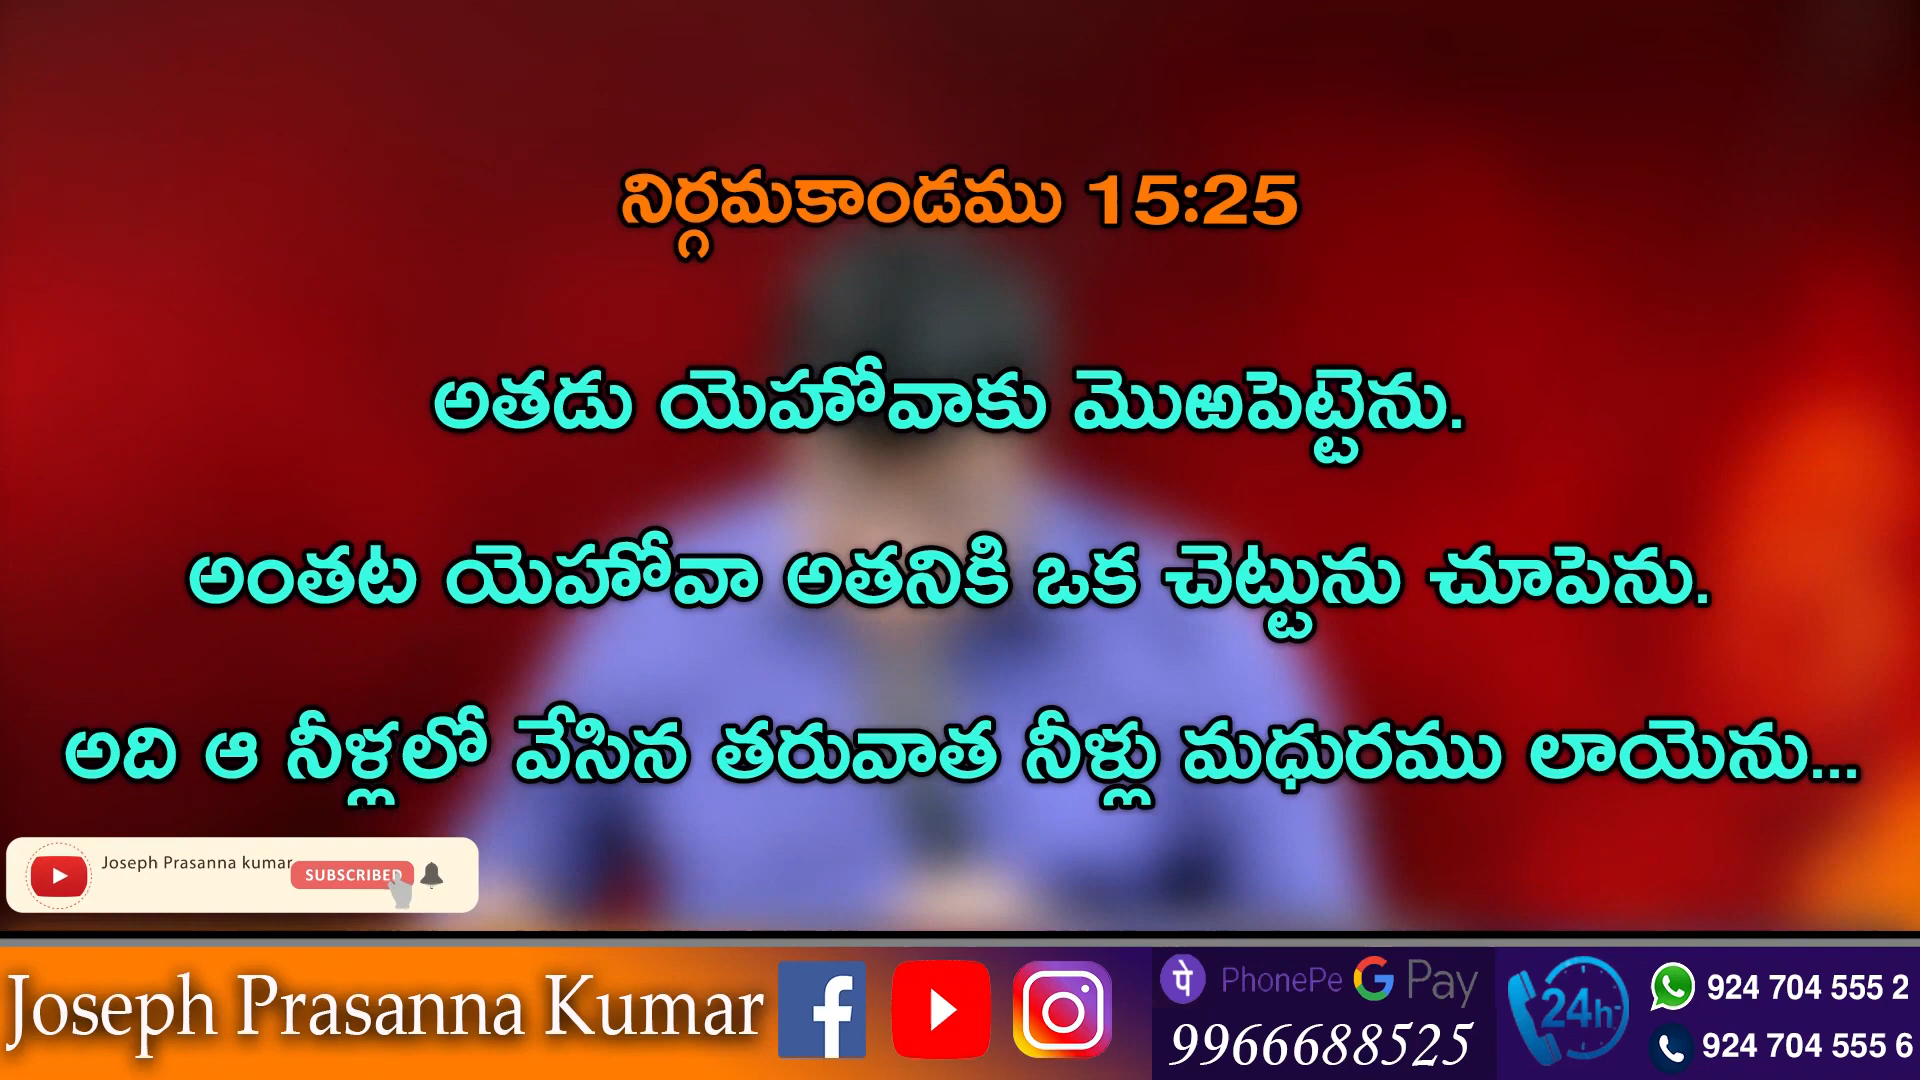 నిర్గమకాండము 15:25
అతడు యెహోవాకు మొఱపెట్టెను.
అంతట యెహోవా అతనికి ఒక చెట్టును చూపెను.
అది ఆ నీళ్లలో వేసిన తరువాత నీళ్లు మధురము లాయెను...
Joseph Prasanna kumar
SUBSCRIBED
Joseph Prasanna Kumar
PhonePe G Pay
9966688525
24h
924 704 555 2
924 704 555 6